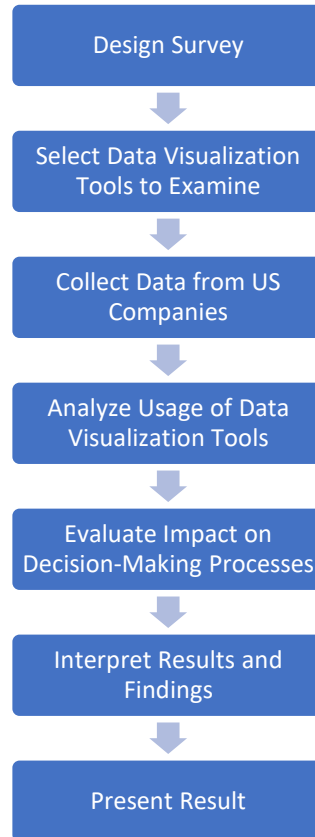 Design Survey
Select Data Visualization
Tools to Examine
Collect Data from US
Companies
Analyze Usage of Data
Visualization Tools
Evaluate Impact on
Decision-Making Processes
Interpret Results and
Findings
Present Result